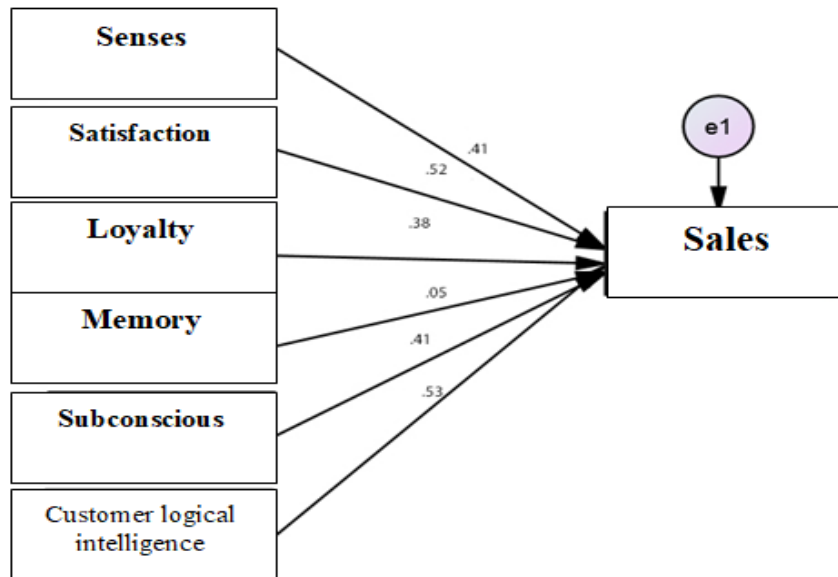 Senses
Satisfaction
Loyalty
Memory
Subconscious
Customer logical
intelligence
.41
.52
.38
.05
.41
.53
e1
Sales